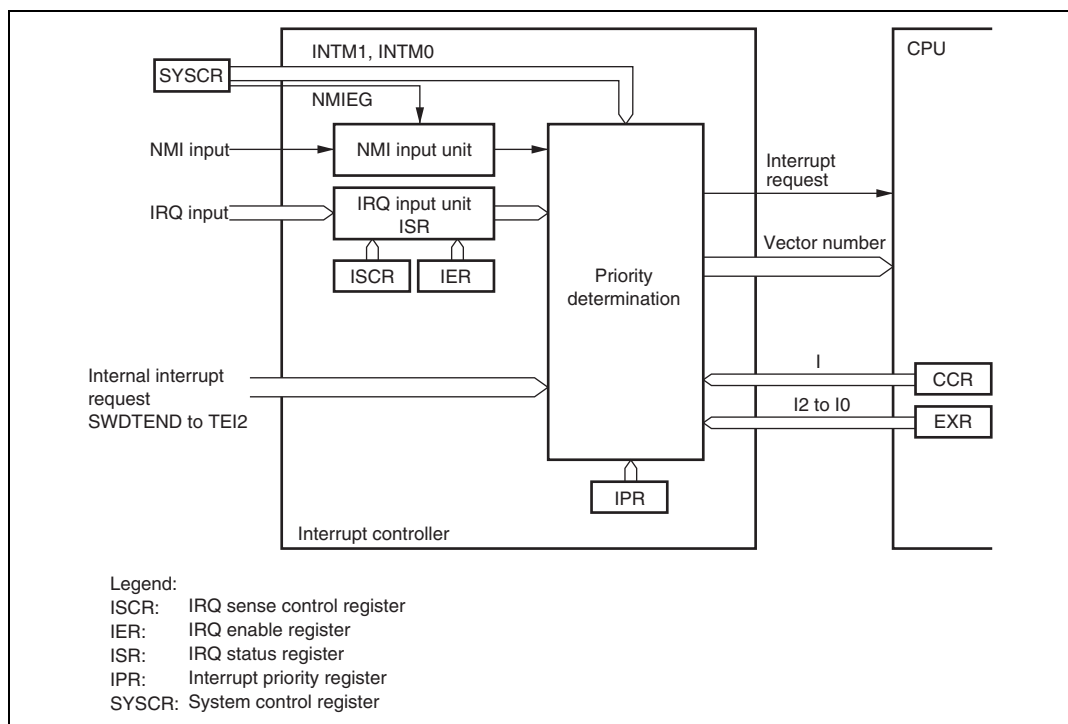 INTM1, INTM0
CPU
SYSCR
NMIEG
NMI input
NMI input unit
Interrupt
request
IRQ input
IRQ input unit
ISR
Vector number
ISCR
IER
Priority
determination
Internal interrupt
request
SWDTEND to TEI2
I
CCR
I2 to I0
EXR
IPR
Interrupt controller
Legend:
ISCR: IRQ sense control register
IER: IRQ enable register
ISR: IRQ status register
IPR: Interrupt priority register
SYSCR: System control register